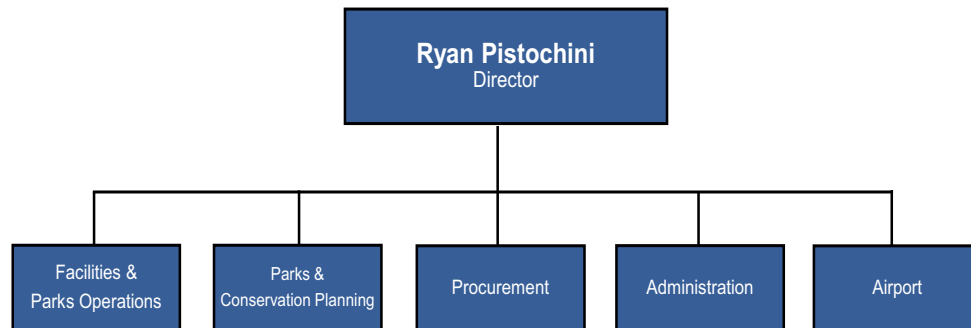 Ryan Pistochini
Director
Facilities &
Parks Operations
Parks &
Conservation Planning
Procurement
Administration
Airport